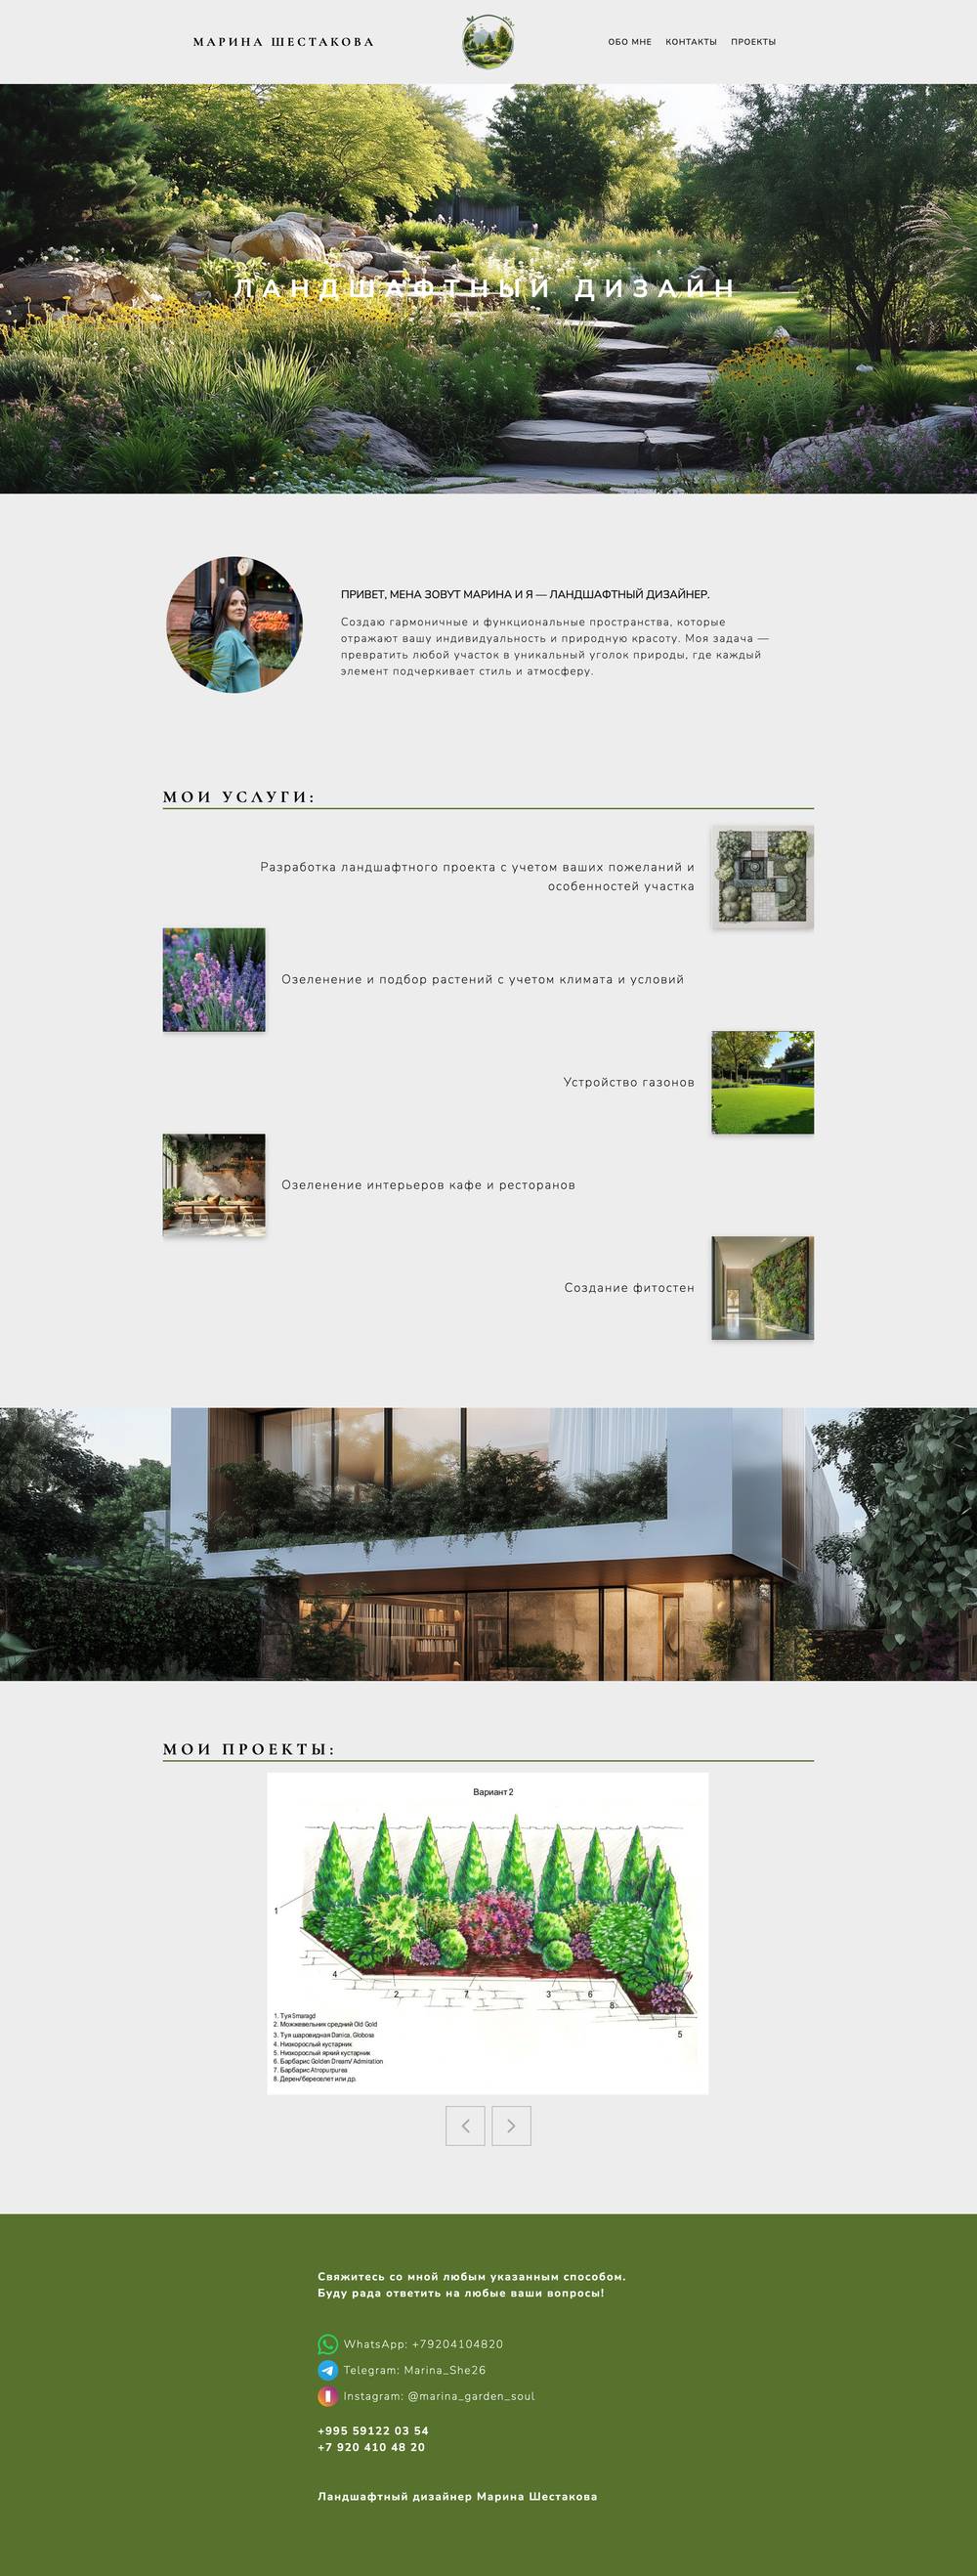 МАРИНА ШЕСТАКОВА
ОБО МНЕ КОНТАКТЫ ПРОЕКТЫ
ЛАНДШАФТНЫЙ ДИЗАЙН
ПРИВЕТ, МЕНА ЗОВУТ МАРИНА И Я — ЛАНДШАФТНЫЙ ДИЗАЙНЕР.
Создаю гармоничные и функциональные пространства, которые
отражают вашу индивидуальность и природную красоту. Моя задача —
превратить любой участок в уникальный уголок природы, где каждый
элемент подчеркивает стиль и атмосферу.
МОИ УСЛУГИ:
Разработка ландшафтного проекта с учетом ваших пожеланий и
особенностей участка
Озеленение и подбор растений с учетом климата и условий
Устройство газонов
Озеленение интерьеров кафе и ресторанов
Создание фитостен
МОИ ПРОЕКТЫ:
Вариант 2
1
4
2
7
3
6
8
5
1. Туя Smaragd
2. Можжевельник средний Old Gold
3. Туя шаровидная Danica, Globosa
4. Низкорослый кустарник
5. Низкорослый яркий кустарник
6. Барбарис Golden Dream/ Admiration
7. Барбарис Atropurpurea
8. Дерен/бересклет или др.
Свяжитесь со мной любым указанным способом.
Буду рада ответить на любые ваши вопросы!
WhatsApp: +79204104820
Telegram: Marina_She26
Instagram: @marina_garden_soul
+995 59122 03 54
+7 920 410 48 20
Ландшафтный дизайнер Марина Шестакова